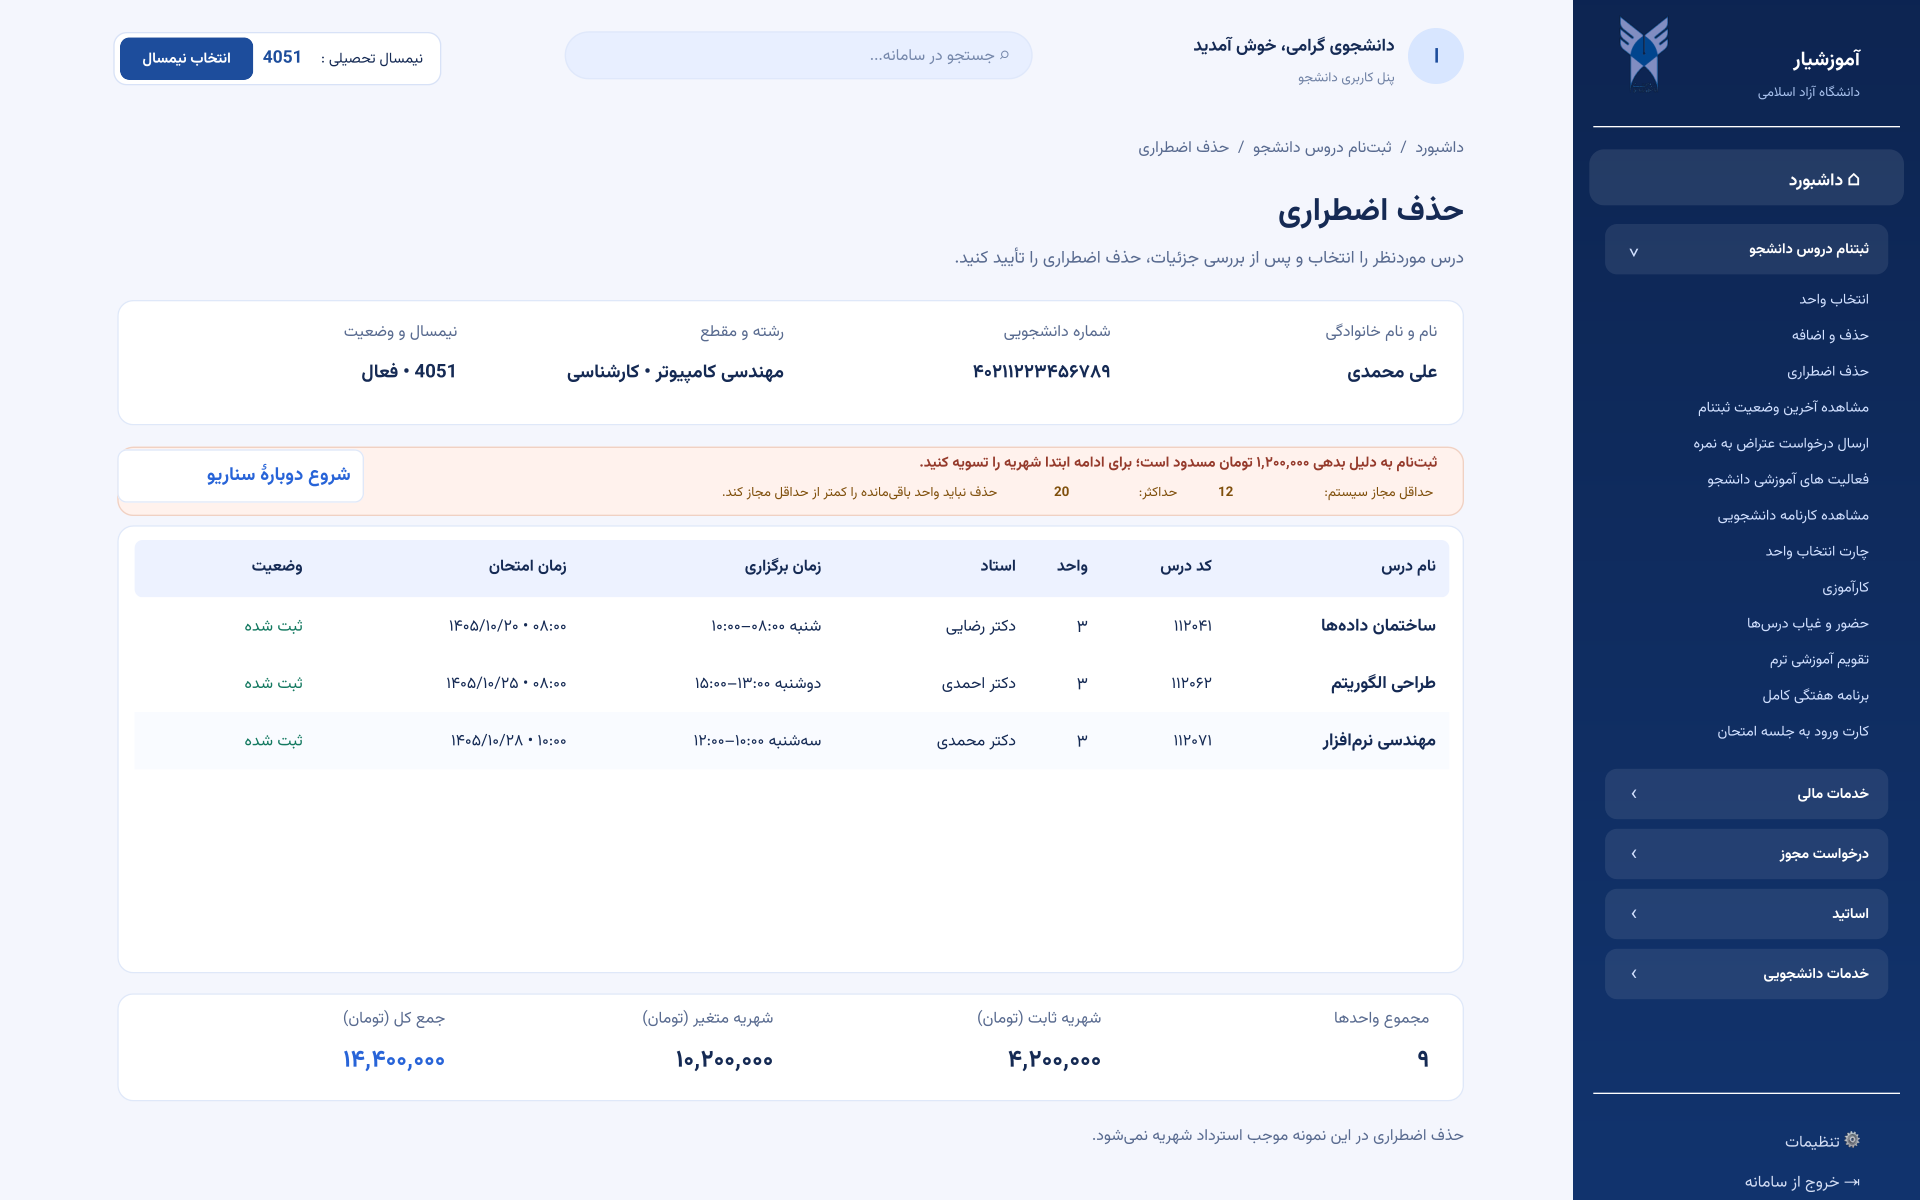 آموزشیار
دانشگاه آزاد اسلامی
داشبورد
ثبتنام دروس دانشجو
انتخاب واحد
حذف و اضافه
حذف اضطراری
مشاهده آخرین وضعیت ثبتنام
ارسال درخواست عتراض به نمره
فعالیت های آموزشی دانشجو
مشاهده کارنامه دانشجویی
چارت انتخاب واحد
کارآموزی
حضور و غیاب درس‌ها
تقویم آموزشی ترم
برنامه هفتگی کامل
کارت ورود به جلسه امتحان
خدمات مالی
درخواست مجوز
اساتید
خدمات دانشجویی
تنظیمات
خروج از سامانه
ا
دانشجوی گرامی، خوش آمدید
پنل کاربری دانشجو
جستجو در سامانه...
نیمسال تحصیلی : 4051 انتخاب نیمسال
داشبورد / ثبت‌نام دروس دانشجو / حذف اضطراری
حذف اضطراری
درس موردنظر را انتخاب و پس از بررسی جزئیات، حذف اضطراری را تأیید کنید.
نام و نام خانوادگی شماره دانشجویی رشته و مقطع نیمسال و وضعیت
علی محمدی ۴۰۲۱۱۲۲۳۴۵۶۷۸۹ مهندسی کامپیوتر • کارشناسی 4051 • فعال
ثبت‌نام به دلیل بدهی ۱,۲۰۰,۰۰۰ تومان مسدود است؛ برای ادامه ابتدا شهریه را تسویه کنید.
حداقل مجاز سیستم: 12 حداکثر: 20 حذف نباید واحد باقی‌مانده را کمتر از حداقل مجاز کند.
شروع دوبارهٔ سناریو
نام درس کد درس واحد استاد زمان برگزاری زمان امتحان وضعیت
ساختمان داده‌ها ۱۱۲۰۴۱ ۳ دکتر رضایی شنبه ۰۸:۰۰–۱۰:۰۰ ۱۴۰۵/۱۰/۲۰ • ۰۸:۰۰ ثبت شده
طراحی الگوریتم ۱۱۲۰۶۲ ۳ دکتر احمدی دوشنبه ۱۳:۰۰–۱۵:۰۰ ۱۴۰۵/۱۰/۲۵ • ۰۸:۰۰ ثبت شده
مهندسی نرم‌افزار ۱۱۲۰۷۱ ۳ دکتر محمدی سه‌شنبه ۱۰:۰۰–۱۲:۰۰ ۱۴۰۵/۱۰/۲۸ • ۱۰:۰۰ ثبت شده
مجموع واحدها شهریه ثابت (تومان) شهریه متغیر (تومان) جمع کل (تومان)
۹ ۴,۲۰۰,۰۰۰ ۱۰,۲۰۰,۰۰۰ ۱۴,۴۰۰,۰۰۰
حذف اضطراری در این نمونه موجب استرداد شهریه نمی‌شود.